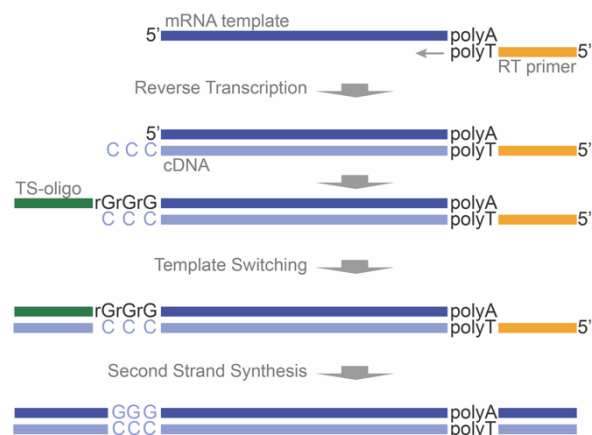 mRNA template
5' polyA
polyT 5'
RT primer
Reverse Transcription
5' polyA
C C C polyT 5'
cDNA
TS-oligo
rGrGrG polyA
C C C polyT 5'
Template Switching
rGrGrG polyA
C C C polyT 5'
Second Strand Synthesis
GGG polyA
CCC polyT